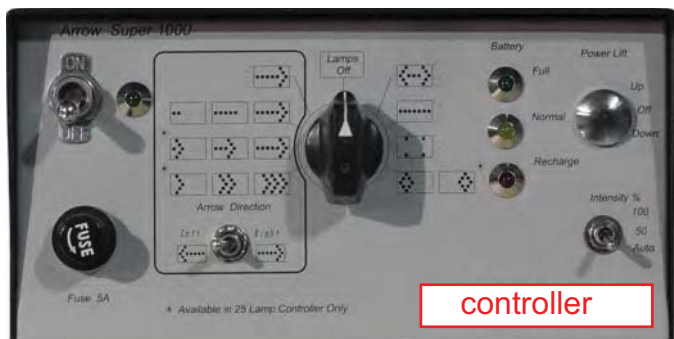 Arrow Super 1000
ON
OFF
Lamps
Off
Battery
Full
Normal
Recharge
Power Lift
Up
Off
Down
*
*
*
Arrow Direction
Left
Right
FUSE
Fuse 5A
Intensity %
100
50
Auto
* Available in 25 Lamp Controller Only
controller